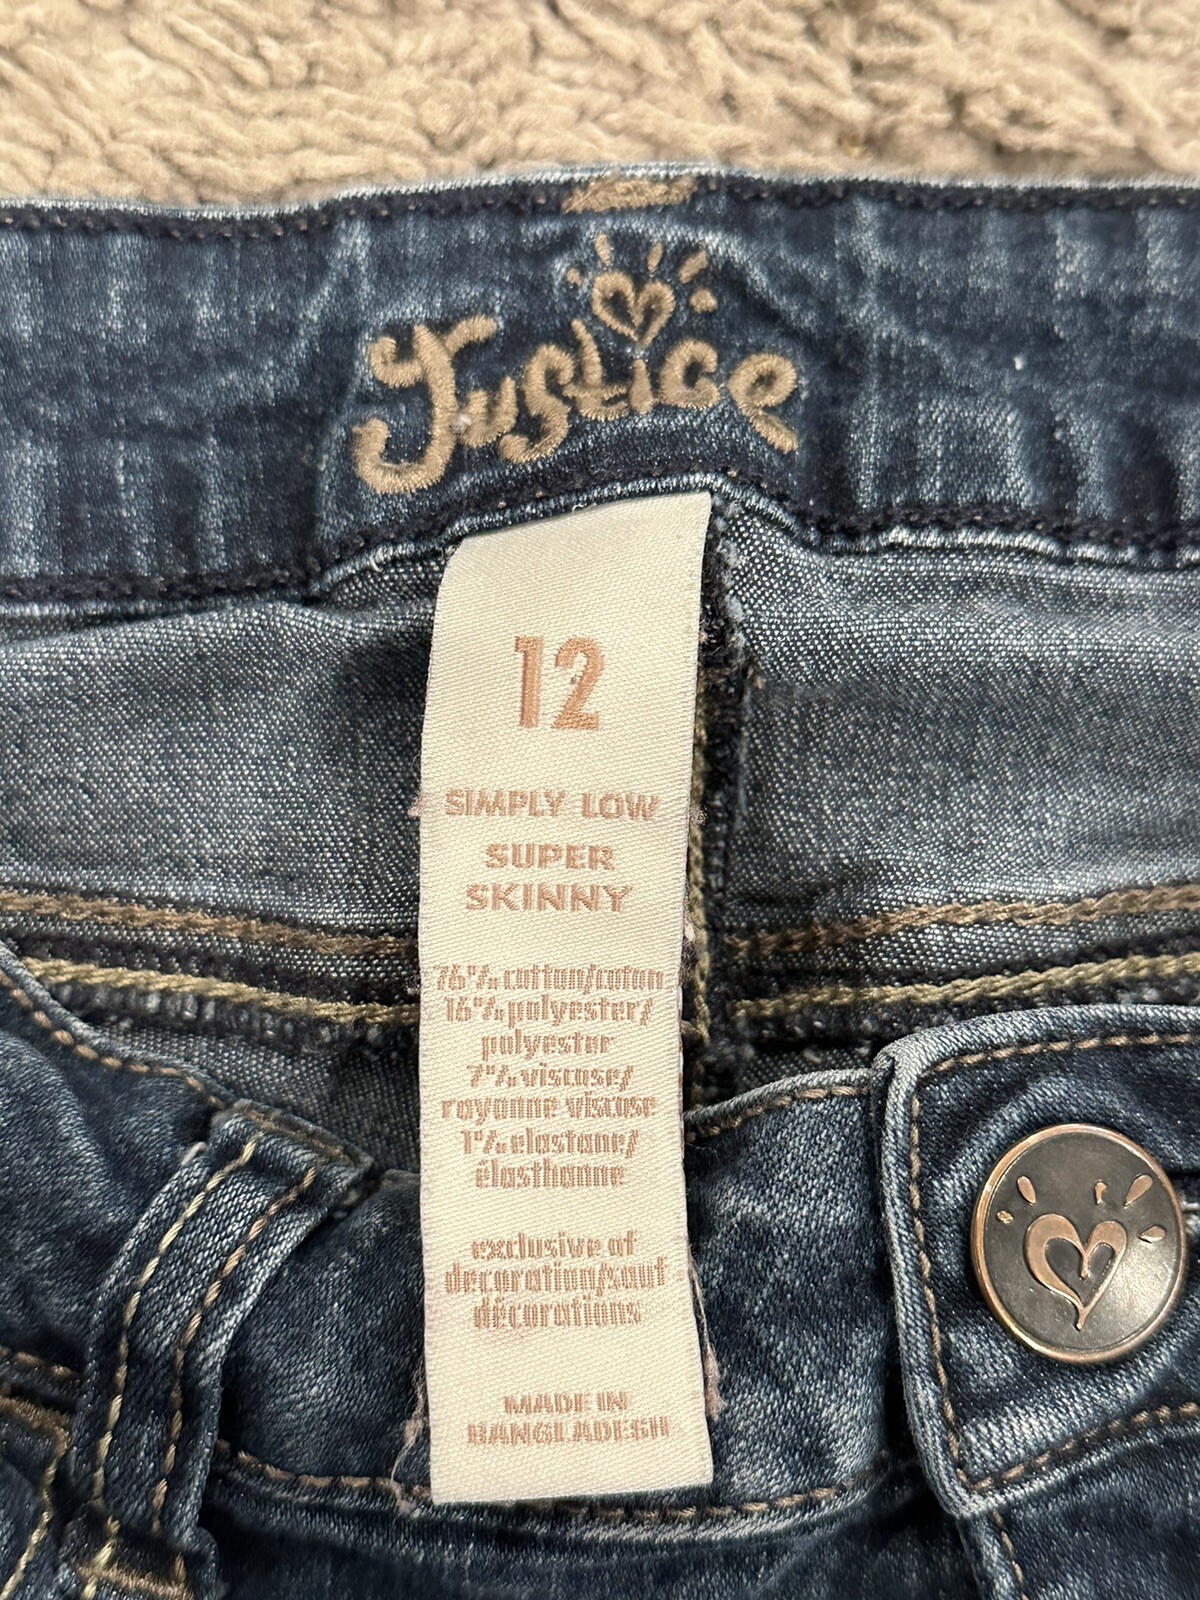 Justice
12
SIMPLY LOW
SUPER
SKINNY
76% cotton/coton
16% polyester/
polyester
7% viscose/
rayonne viscose
1% elastane/
élasthanne
exclusive of
decoration/sauf
décorations
MADE IN
BANGLADESH